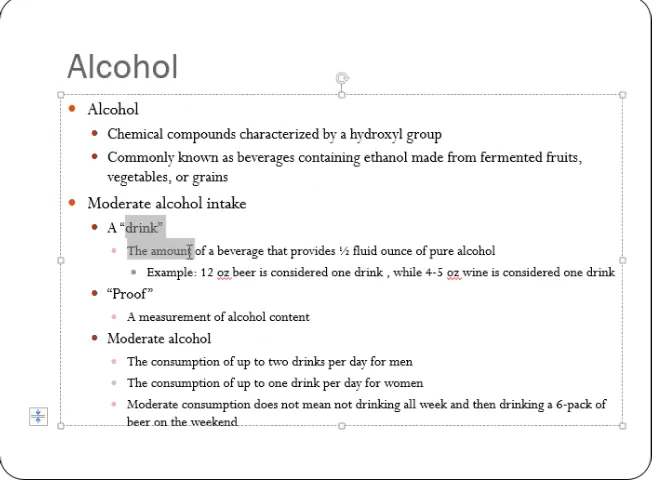 Alcohol
Alcohol
Chemical compounds characterized by a hydroxyl group
Commonly known as beverages containing ethanol made from fermented fruits,
vegetables, or grains
Moderate alcohol intake
A “drink”
The amount of a beverage that provides ½ fluid ounce of pure alcohol
Example: 12 oz beer is considered one drink , while 4-5 oz wine is considered one drink
“Proof”
A measurement of alcohol content
Moderate alcohol
The consumption of up to two drinks per day for men
The consumption of up to one drink per day for women
Moderate consumption does not mean not drinking all week and then drinking a 6-pack of
beer on the weekend